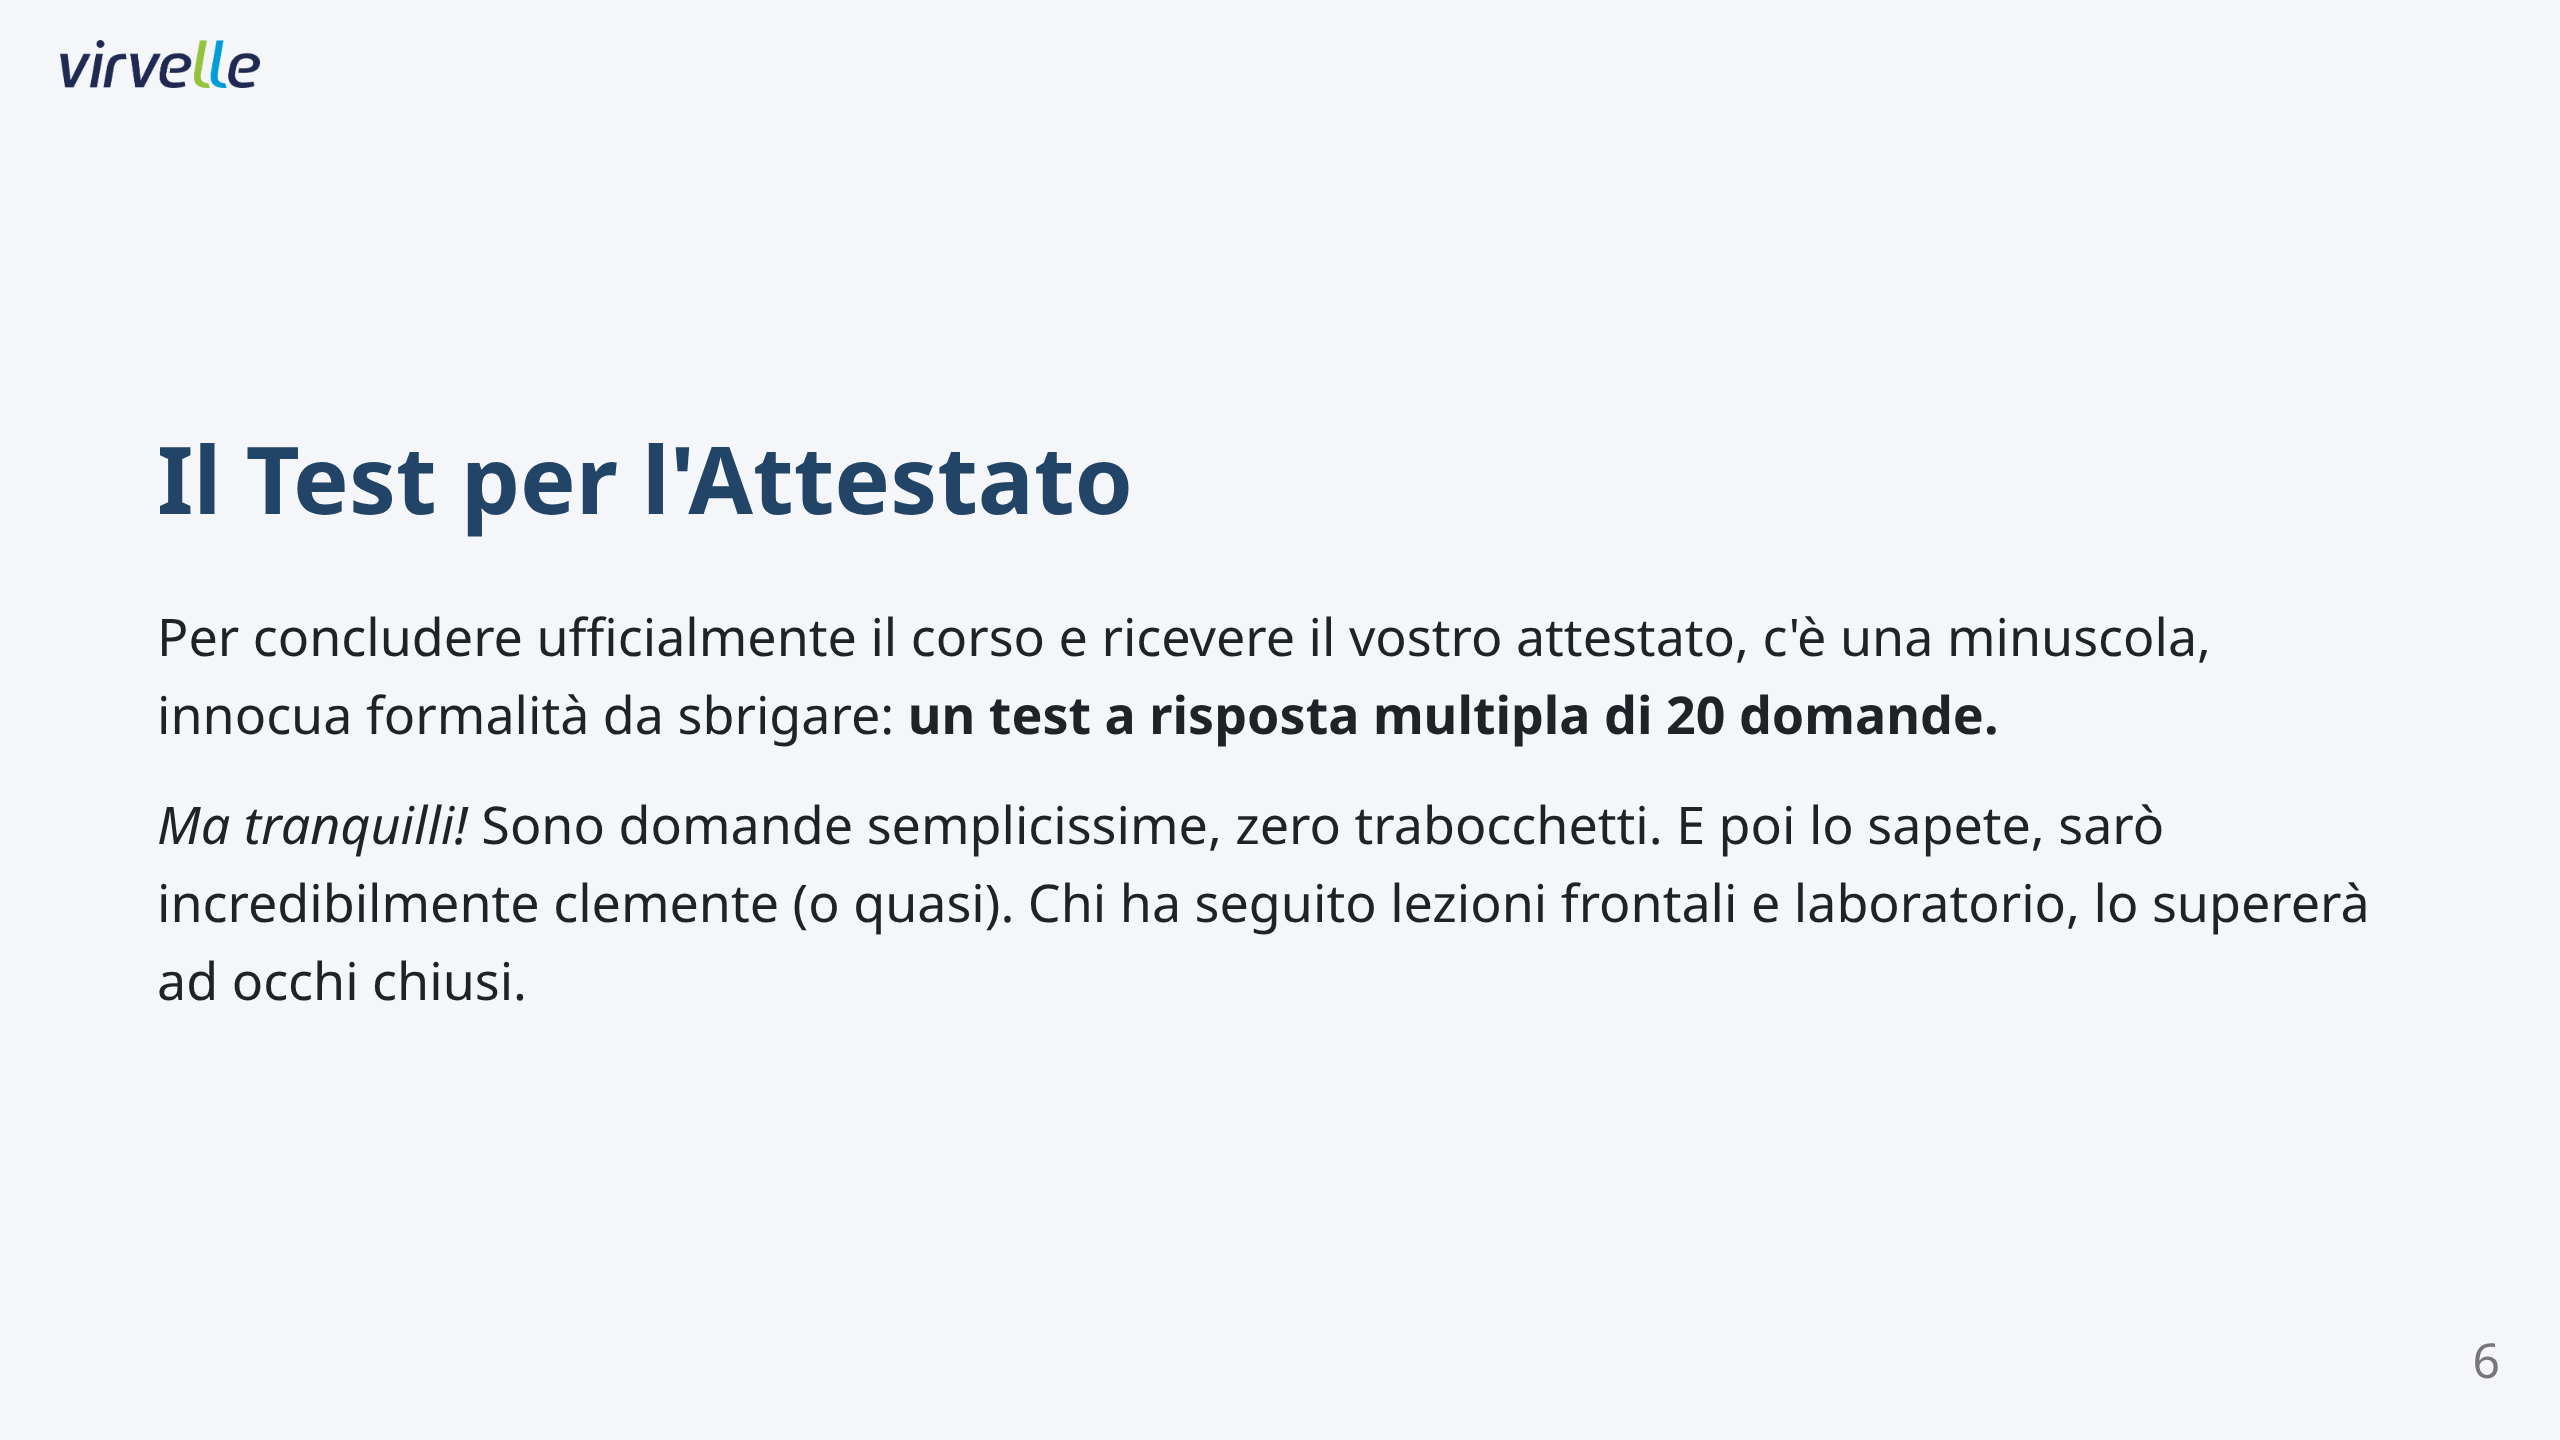 virvelle
Il Test per l'Attestato
Per concludere ufficialmente il corso e ricevere il vostro attestato, c'è una minuscola,
innocua formalità da sbrigare: un test a risposta multipla di 20 domande.
Ma tranquilli! Sono domande semplicissime, zero trabocchetti. E poi lo sapete, sarò
incredibilmente clemente (o quasi). Chi ha seguito lezioni frontali e laboratorio, lo supererà
ad occhi chiusi.
6